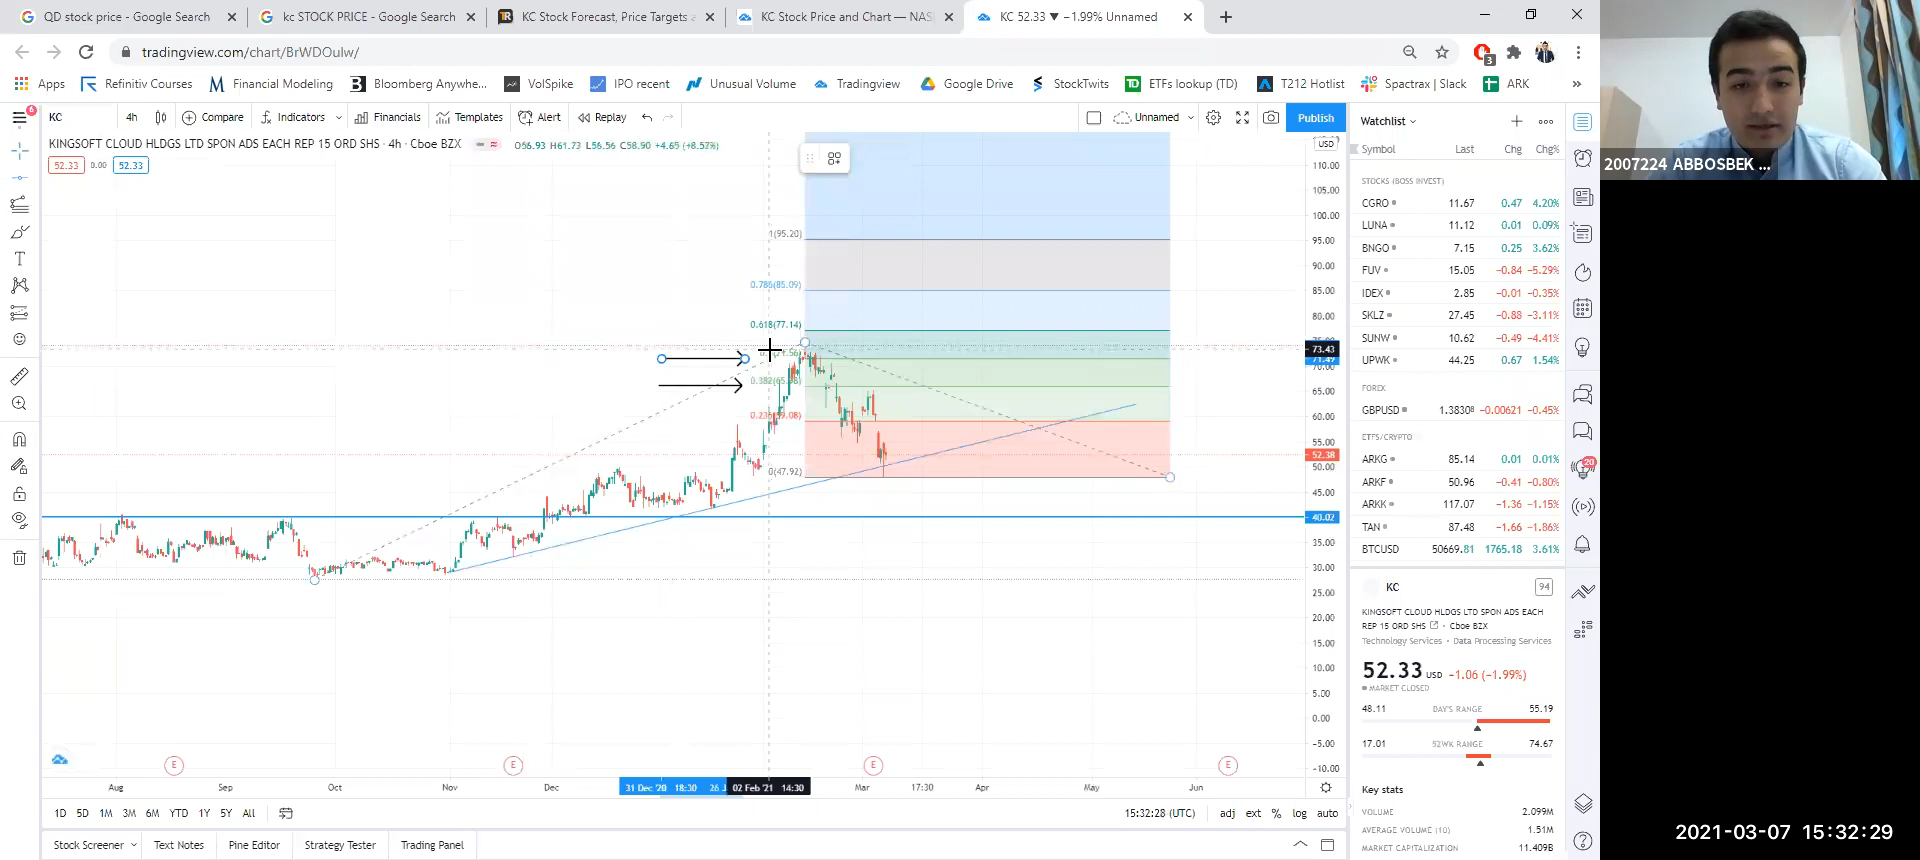 QD stock price - Google Search
kc STOCK PRICE - Google Search
KC Stock Forecast, Price Targets
KC Stock Price and Chart — NAS
KC 52.33 ▼ −1.99% Unnamed
tradingview.com/chart/BrWDOulw/
3
Apps
Refinitiv Courses
Financial Modeling
Bloomberg Anywhe...
VolSpike
IPO recent
Unusual Volume
Tradingview
Google Drive
StockTwits
ETFs lookup (TD)
T212 Hotlist
Spactrax | Slack
ARK
»
6
KC
4h
Compare
Indicators
Financials
Templates
Alert
Replay
Unnamed
Publish
KINGSOFT CLOUD HLDGS LTD SPON ADS EACH REP 15 ORD SHS · 4h · Cboe BZX
O56.93 H61.73 L56.56 C58.90 +4.65 (+8.57%)
52.33 0.00 52.33
USD
110.00
105.00
100.00
95.00
90.00
85.00
80.00
73.43
70.00
65.00
60.00
55.00
52.38
50.00
45.00
40.02
35.00
30.00
25.00
20.00
15.00
10.00
5.00
0.00
−5.00
−10.00
1(95.20)
0.786(85.09)
0.618(77.14)
0.382(65.98)
0.236(59.08)
0(47.92)
E
E
E
E
Aug
Sep
Oct
Nov
Dec
31 Dec '20 18:30
02 Feb '21 14:30
Mar
17:30
Apr
May
Jun
1D 5D 1M 3M 6M YTD 1Y 5Y All
15:32:28 (UTC)
adj ext % log auto
Stock Screener
Text Notes
Pine Editor
Strategy Tester
Trading Panel
Watchlist
Symbol Last Chg Chg%
STOCKS (BOSS INVEST)
CGRO 11.67 0.47 4.20%
LUNA 11.12 0.01 0.09%
BNGO 7.15 0.25 3.62%
FUV 15.05 −0.84 −5.29%
IDEX 2.85 −0.01 −0.35%
SKLZ 27.45 −0.88 −3.11%
SUNW 10.62 −0.49 −4.41%
UPWK 44.25 0.67 1.54%
FOREX
GBPUSD 1.38308 −0.00621 −0.45%
ETFS/CRYPTO
ARKG 85.14 0.01 0.01%
ARKF 50.96 −0.41 −0.80%
ARKK 117.07 −1.36 −1.15%
TAN 87.48 −1.66 −1.86%
BTCUSD 50669.81 1765.18 3.61%
KC
94
KINGSOFT CLOUD HLDGS LTD SPON ADS EACH
REP 15 ORD SHS · Cboe BZX
Technology Services · Data Processing Services
52.33 USD −1.06 (−1.99%)
MARKET CLOSED
48.11 DAY'S RANGE 55.19
17.01 52WK RANGE 74.67
Key stats
VOLUME 2.099M
AVERAGE VOLUME (10) 1.51M
MARKET CAPITALIZATION 11.409B
20
2007224 ABBOSBEK ...
2021-03-07 15:32:29